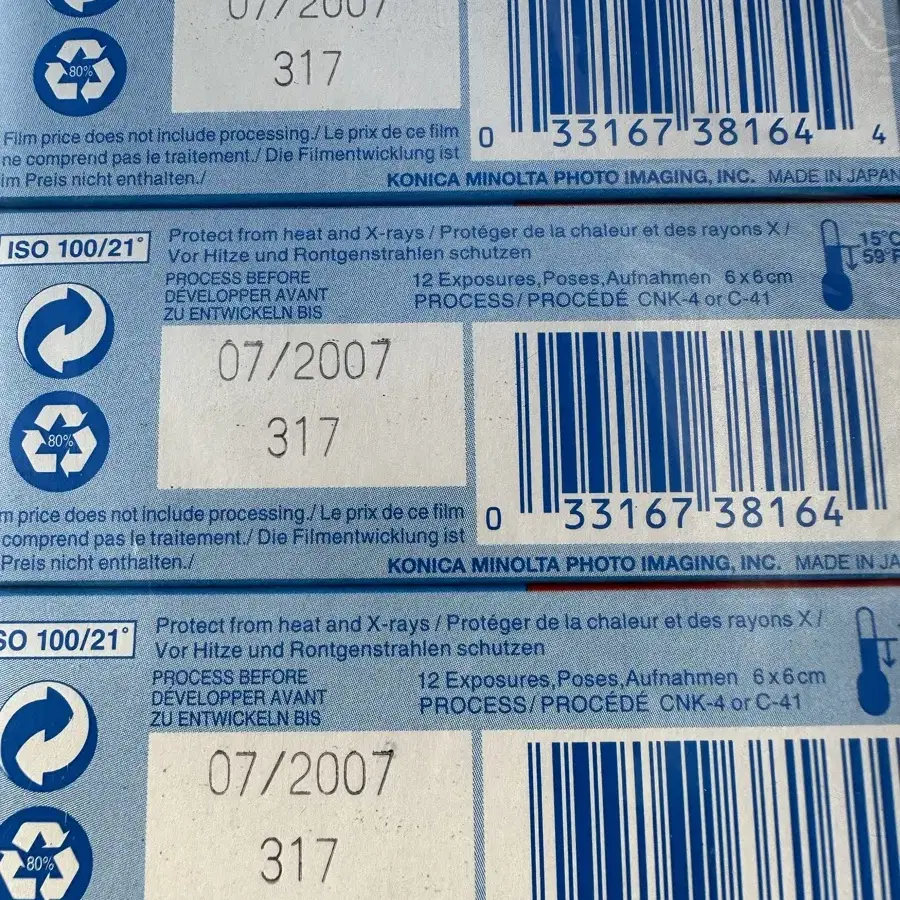 07/2007
317
80%
Film price does not include processing./ Le prix de ce film
ne comprend pas le traitement./ Die Filmentwicklung ist
im Preis nicht enthalten./
0 33167 38164 4
KONICA MINOLTA PHOTO IMAGING, INC. MADE IN JAPAN
ISO 100/21°
Protect from heat and X-rays / Protéger de la chaleur et des rayons X /
Vor Hitze und Rontgenstrahlen schutzen
15°C
59°F
PROCESS BEFORE
DÉVELOPPER AVANT
ZU ENTWICKELN BIS
12 Exposures,Poses,Aufnahmen 6x6cm
PROCESS/PROCÉDÉ CNK-4 or C-41
07/2007
317
80%
m price does not include processing./ Le prix de ce film
comprend pas le traitement./ Die Filmentwicklung ist
Preis nicht enthalten./
0 33167 38164
KONICA MINOLTA PHOTO IMAGING, INC. MADE IN JA
SO 100/21°
Protect from heat and X-rays / Protéger de la chaleur et des rayons X /
Vor Hitze und Rontgenstrahlen schutzen
PROCESS BEFORE
DÉVELOPPER AVANT
ZU ENTWICKELN BIS
12 Exposures,Poses,Aufnahmen 6x6cm
PROCESS/PROCÉDÉ CNK-4 or C-41
07/2007
317
80%